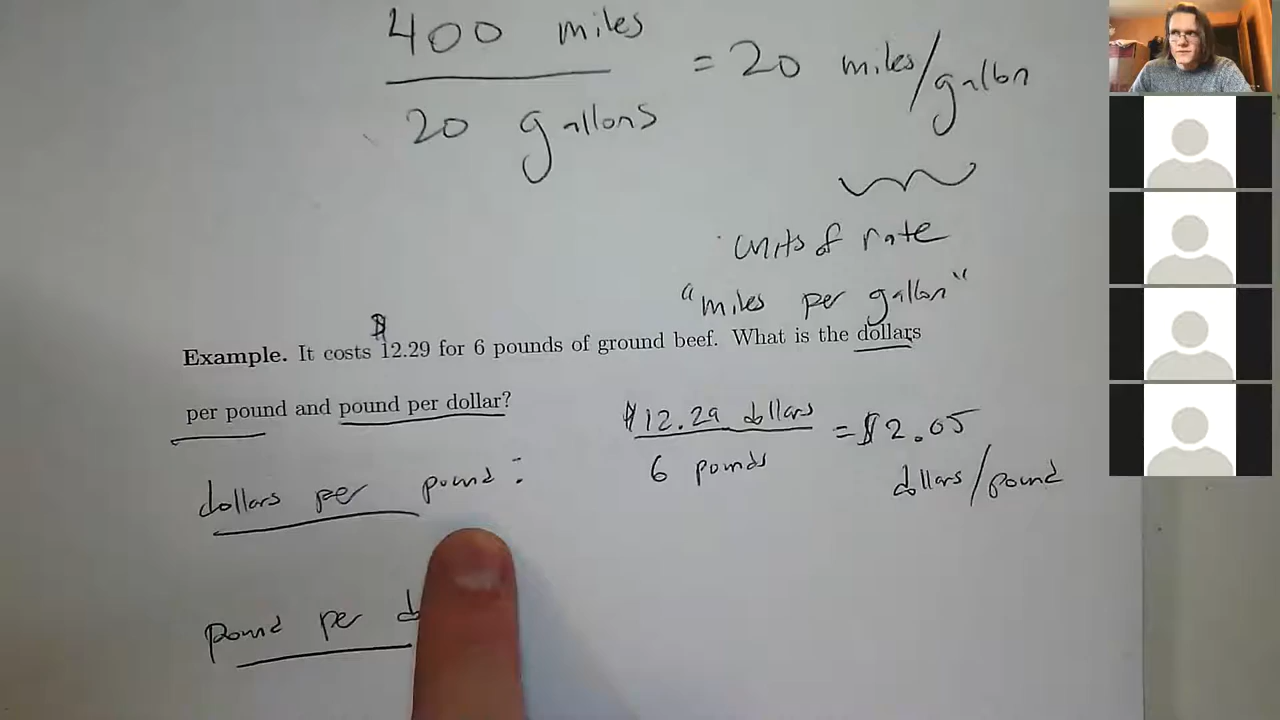 400 miles
20 gallons
= 20 miles/gallon
units of rate
"miles per gallon"
$
Example. It costs 12.29 for 6 pounds of ground beef. What is the dollars
per pound and pound per dollar?
$12.29 dollars
6 pounds
= $2.05
dollars/pound
dollars per pound :
pound per d